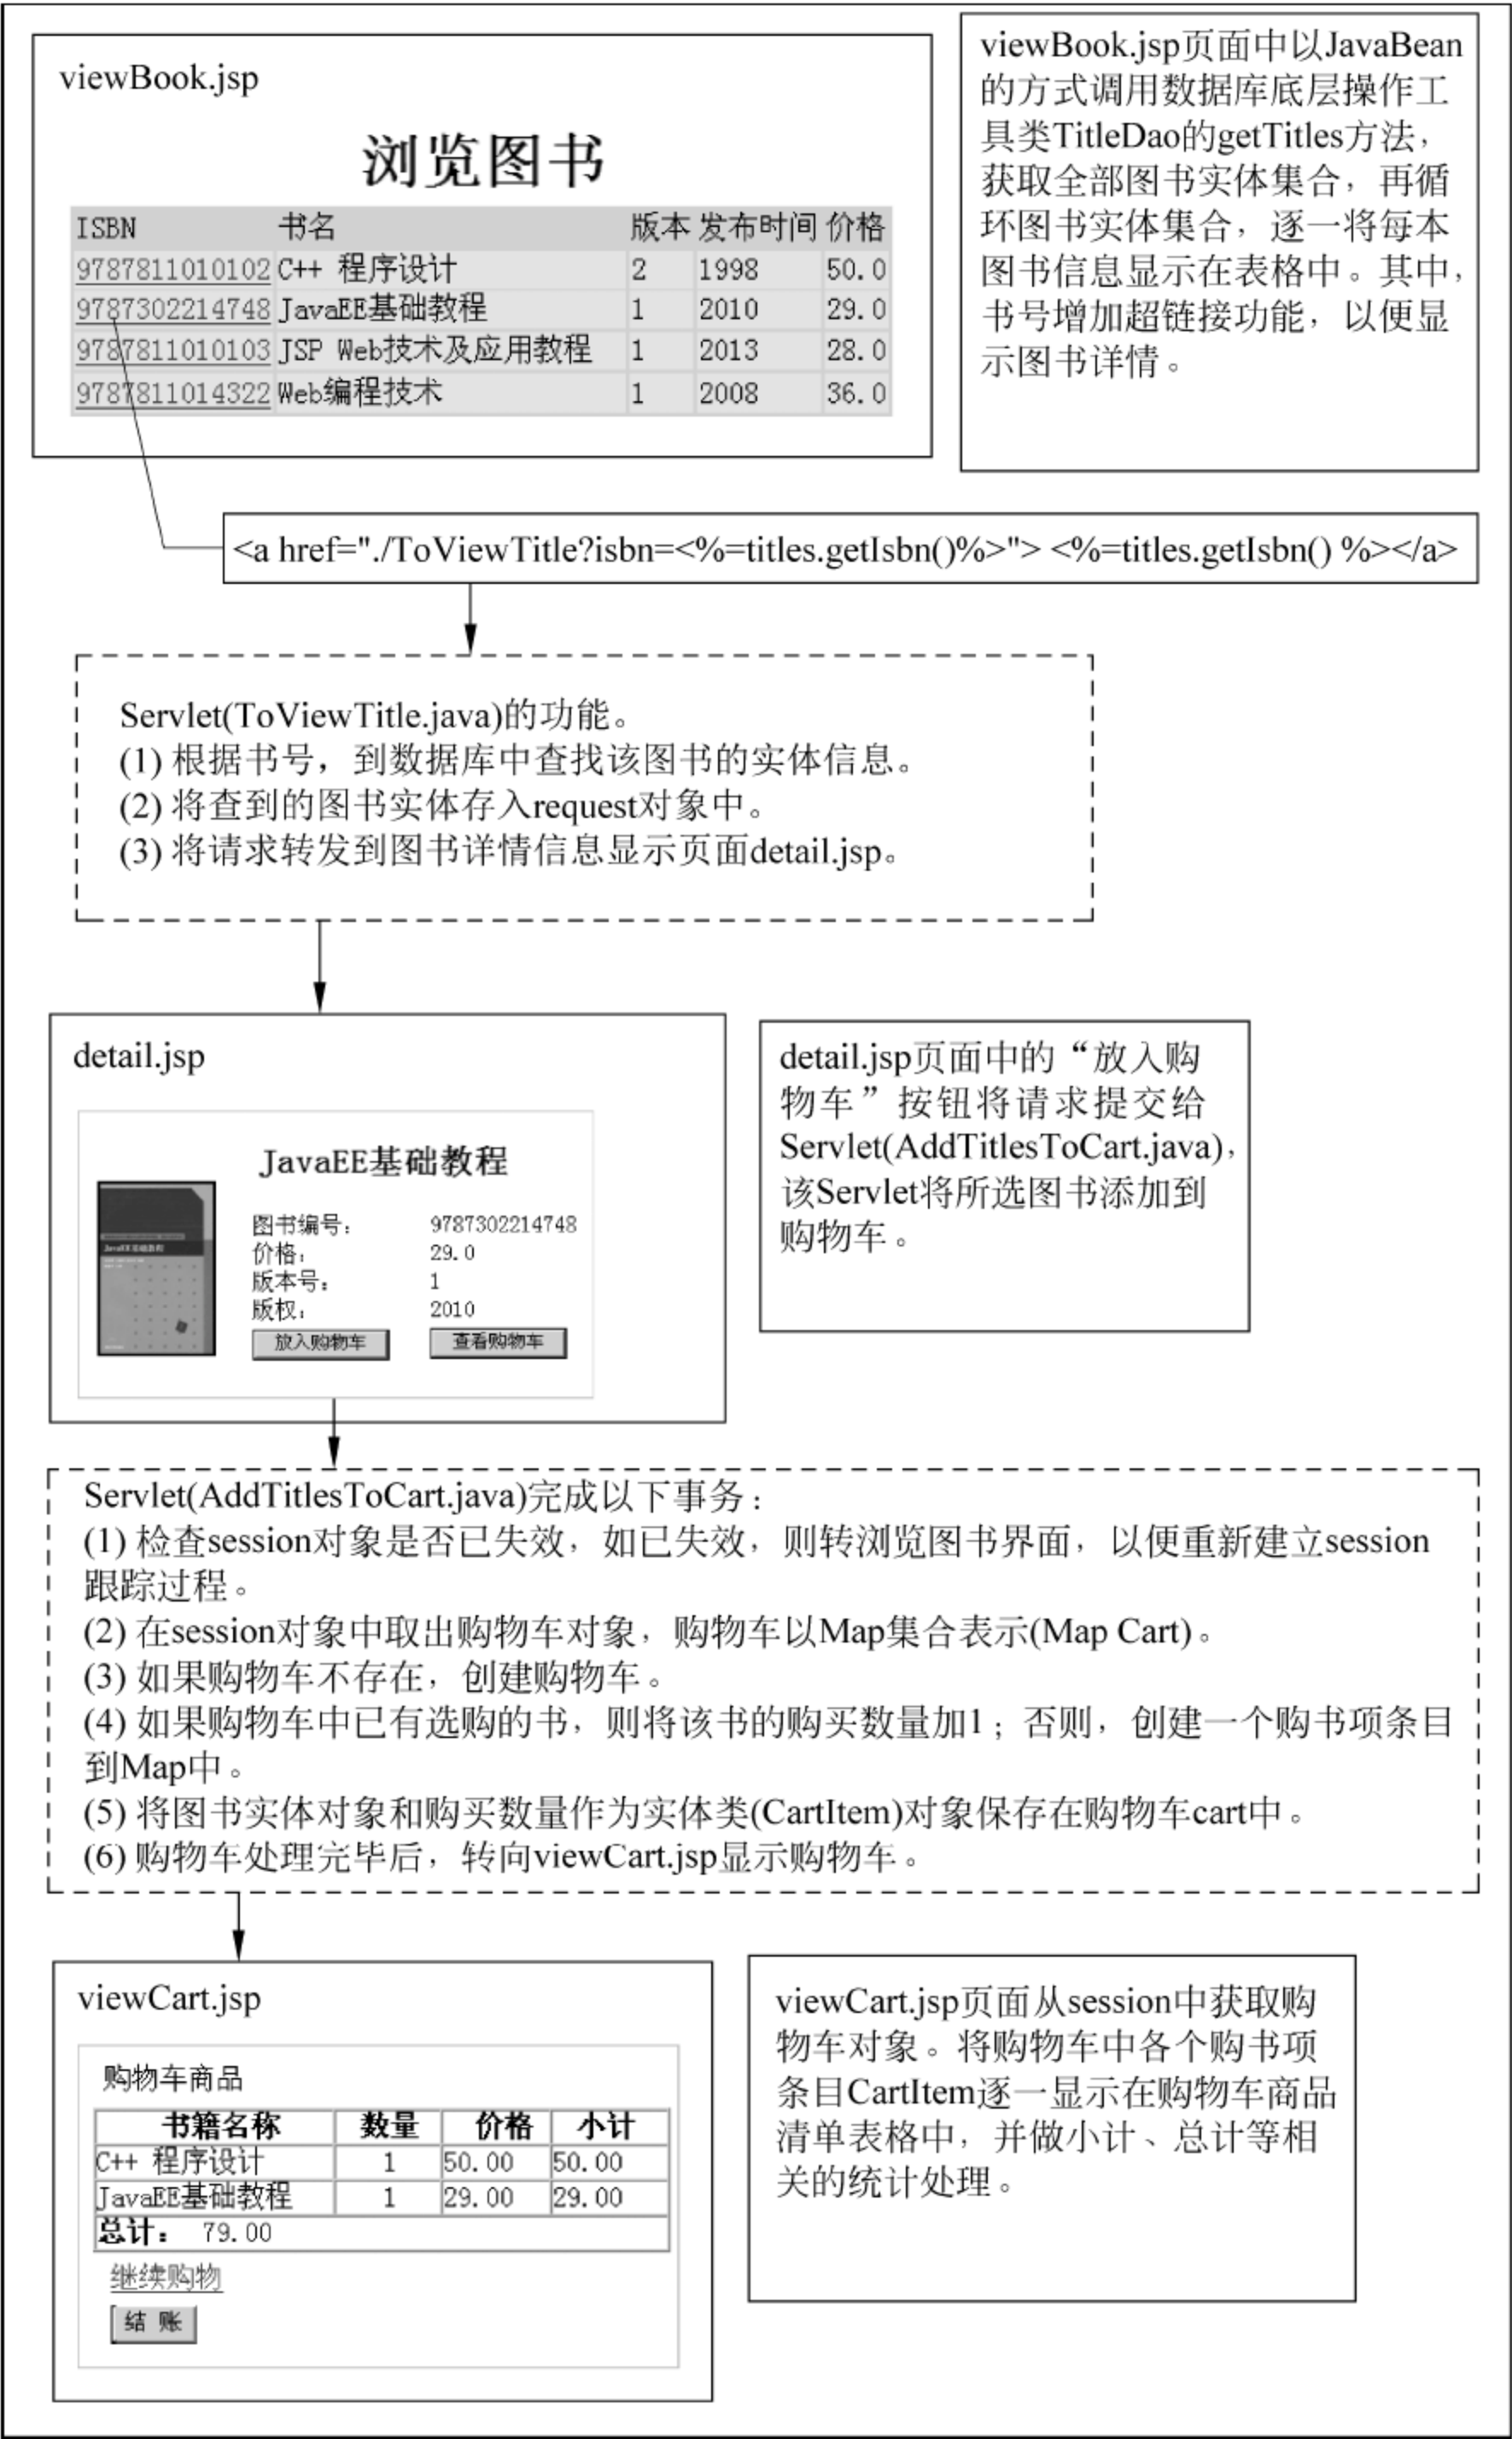 viewBook.jsp
浏览图书
ISBN 书名 版本 发布时间 价格
9787811010102 C++ 程序设计 2 1998 50.0
9787302214748 JavaEE基础教程 1 2010 29.0
9787811010103 JSP Web技术及应用教程 1 2013 28.0
9787811014322 Web编程技术 1 2008 36.0
viewBook.jsp页面中以JavaBean
的方式调用数据库底层操作工
具类TitleDao的getTitles方法，
获取全部图书实体集合，再循
环图书实体集合，逐一将每本
图书信息显示在表格中。其中，
书号增加超链接功能，以便显
示图书详情。
<a href="./ToViewTitle?isbn=<%=titles.getIsbn()%>"> <%=titles.getIsbn() %></a>
Servlet(ToViewTitle.java)的功能。
(1) 根据书号，到数据库中查找该图书的实体信息。
(2) 将查到的图书实体存入request对象中。
(3) 将请求转发到图书详情信息显示页面detail.jsp。
detail.jsp
JavaEE基础教程
JavaEE基础教程
图书编号： 9787302214748
价格： 29.0
版本号： 1
版权： 2010
放入购物车 查看购物车
detail.jsp页面中的“放入购
物车”按钮将请求提交给
Servlet(AddTitlesToCart.java)，
该Servlet将所选图书添加到
购物车。
Servlet(AddTitlesToCart.java)完成以下事务：
(1) 检查session对象是否已失效，如已失效，则转浏览图书界面，以便重新建立session
跟踪过程。
(2) 在session对象中取出购物车对象，购物车以Map集合表示(Map Cart)。
(3) 如果购物车不存在，创建购物车。
(4) 如果购物车中已有选购的书，则将该书的购买数量加1；否则，创建一个购书项条目
到Map中。
(5) 将图书实体对象和购买数量作为实体类(CartItem)对象保存在购物车cart中。
(6) 购物车处理完毕后，转向viewCart.jsp显示购物车。
viewCart.jsp
购物车商品
书籍名称 数量 价格 小计
C++ 程序设计 1 50.00 50.00
JavaEE基础教程 1 29.00 29.00
总计： 79.00
继续购物
结 账
viewCart.jsp页面从session中获取购
物车对象。将购物车中各个购书项
条目CartItem逐一显示在购物车商品
清单表格中，并做小计、总计等相
关的统计处理。